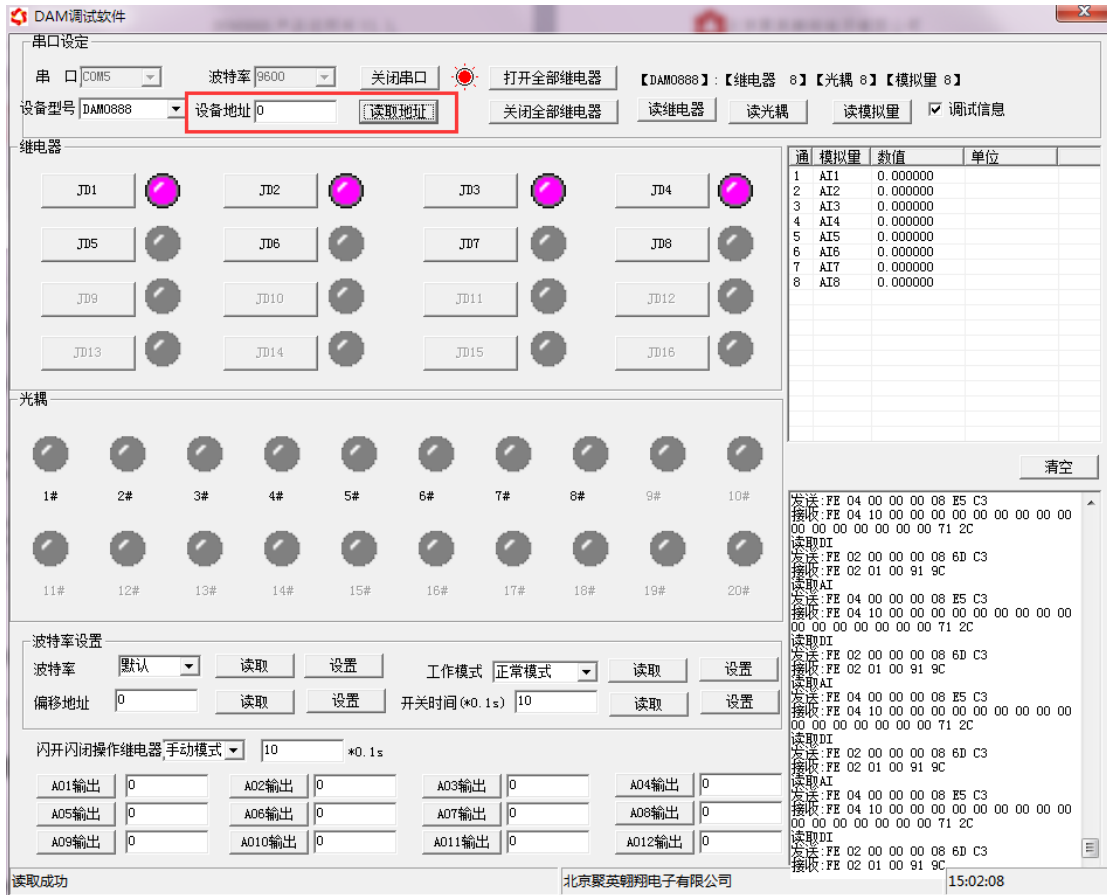 DAM调试软件
串口设定
串 口 COM5 波特率 9600 关闭串口 打开全部继电器 【DAM0888】:【继电器 8】【光耦 8】【模拟量 8】
设备型号 DAM0888 设备地址 0 读取地址 关闭全部继电器 读继电器 读光耦 读模拟量 调试信息
继电器
JD1 JD2 JD3 JD4
JD5 JD6 JD7 JD8
JD9 JD10 JD11 JD12
JD13 JD14 JD15 JD16
通 模拟量 数值 单位
1 AI1 0.000000
2 AI2 0.000000
3 AI3 0.000000
4 AI4 0.000000
5 AI5 0.000000
6 AI6 0.000000
7 AI7 0.000000
8 AI8 0.000000
光耦
1# 2# 3# 4# 5# 6# 7# 8# 9# 10#
11# 12# 13# 14# 15# 16# 17# 18# 19# 20#
清空
发送:FE 04 00 00 00 08 E5 C3
接收:FE 04 10 00 00 00 00 00 00 00 00 00
00 00 00 00 00 00 00 71 2C
读取DI
发送:FE 02 00 00 00 08 6D C3
接收:FE 02 01 00 91 9C
读取AI
发送:FE 04 00 00 00 08 E5 C3
接收:FE 04 10 00 00 00 00 00 00 00 00 00
00 00 00 00 00 00 00 71 2C
读取DI
发送:FE 02 00 00 00 08 6D C3
接收:FE 02 01 00 91 9C
读取AI
发送:FE 04 00 00 00 08 E5 C3
接收:FE 04 10 00 00 00 00 00 00 00 00 00
00 00 00 00 00 00 00 71 2C
读取DI
发送:FE 02 00 00 00 08 6D C3
接收:FE 02 01 00 91 9C
读取AI
发送:FE 04 00 00 00 08 E5 C3
接收:FE 04 10 00 00 00 00 00 00 00 00 00
00 00 00 00 00 00 00 71 2C
读取DI
发送:FE 02 00 00 00 08 6D C3
接收:FE 02 01 00 91 9C
波特率设置
波特率 默认 读取 设置 工作模式 正常模式 读取 设置
偏移地址 0 读取 设置 开关时间(*0.1s) 10 读取 设置
闪开闪闭操作继电器 手动模式 10 *0.1s
AO1输出 0 AO2输出 0 AO3输出 0 AO4输出 0
AO5输出 0 AO6输出 0 AO7输出 0 AO8输出 0
AO9输出 0 AO10输出 0 AO11输出 0 AO12输出 0
读取成功 北京聚英翱翔电子有限公司 15:02:08